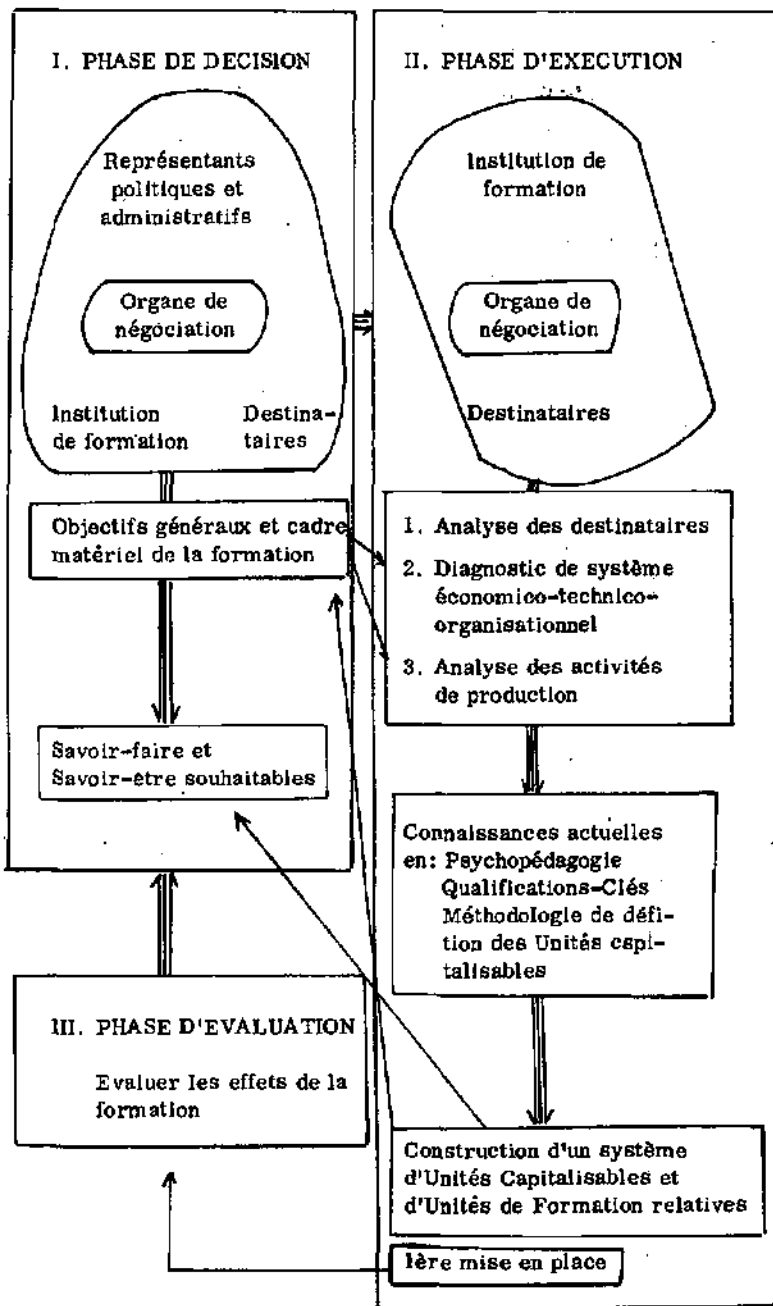 I. PHASE DE DECISION
Représentants
politiques et
administratifs
Organe de
négociation
Institution
de formation
Destina-
taires
Objectifs généraux et cadre
matériel de la formation
Savoir-faire et
Savoir-être souhaitables
III. PHASE D'EVALUATION
Evaluer les effets de la
formation
II. PHASE D'EXECUTION
Institution de
formation
Organe de
négociation
Destinataires
1. Analyse des destinataires
2. Diagnostic de système
économico-technico-
organisationnel
3. Analyse des activités
de production
Connaissances actuelles
en: Psychopédagogie
Qualifications-Clés
Méthodologie de défi-
tion des Unités capi-
talisables
Construction d'un système
d'Unités Capitalisables et
d'Unités de Formation relatives
1ère mise en place